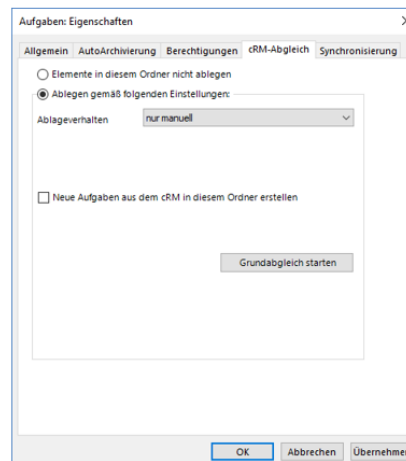 Aufgaben: Eigenschaften
Allgemein AutoArchivierung Berechtigungen cRM-Abgleich Synchronisierung
Elemente in diesem Ordner nicht ablegen
Ablegen gemäß folgenden Einstellungen:
Ablageverhalten nur manuell
Neue Aufgaben aus dem cRM in diesem Ordner erstellen
Grundabgleich starten
OK Abbrechen Übernehmen